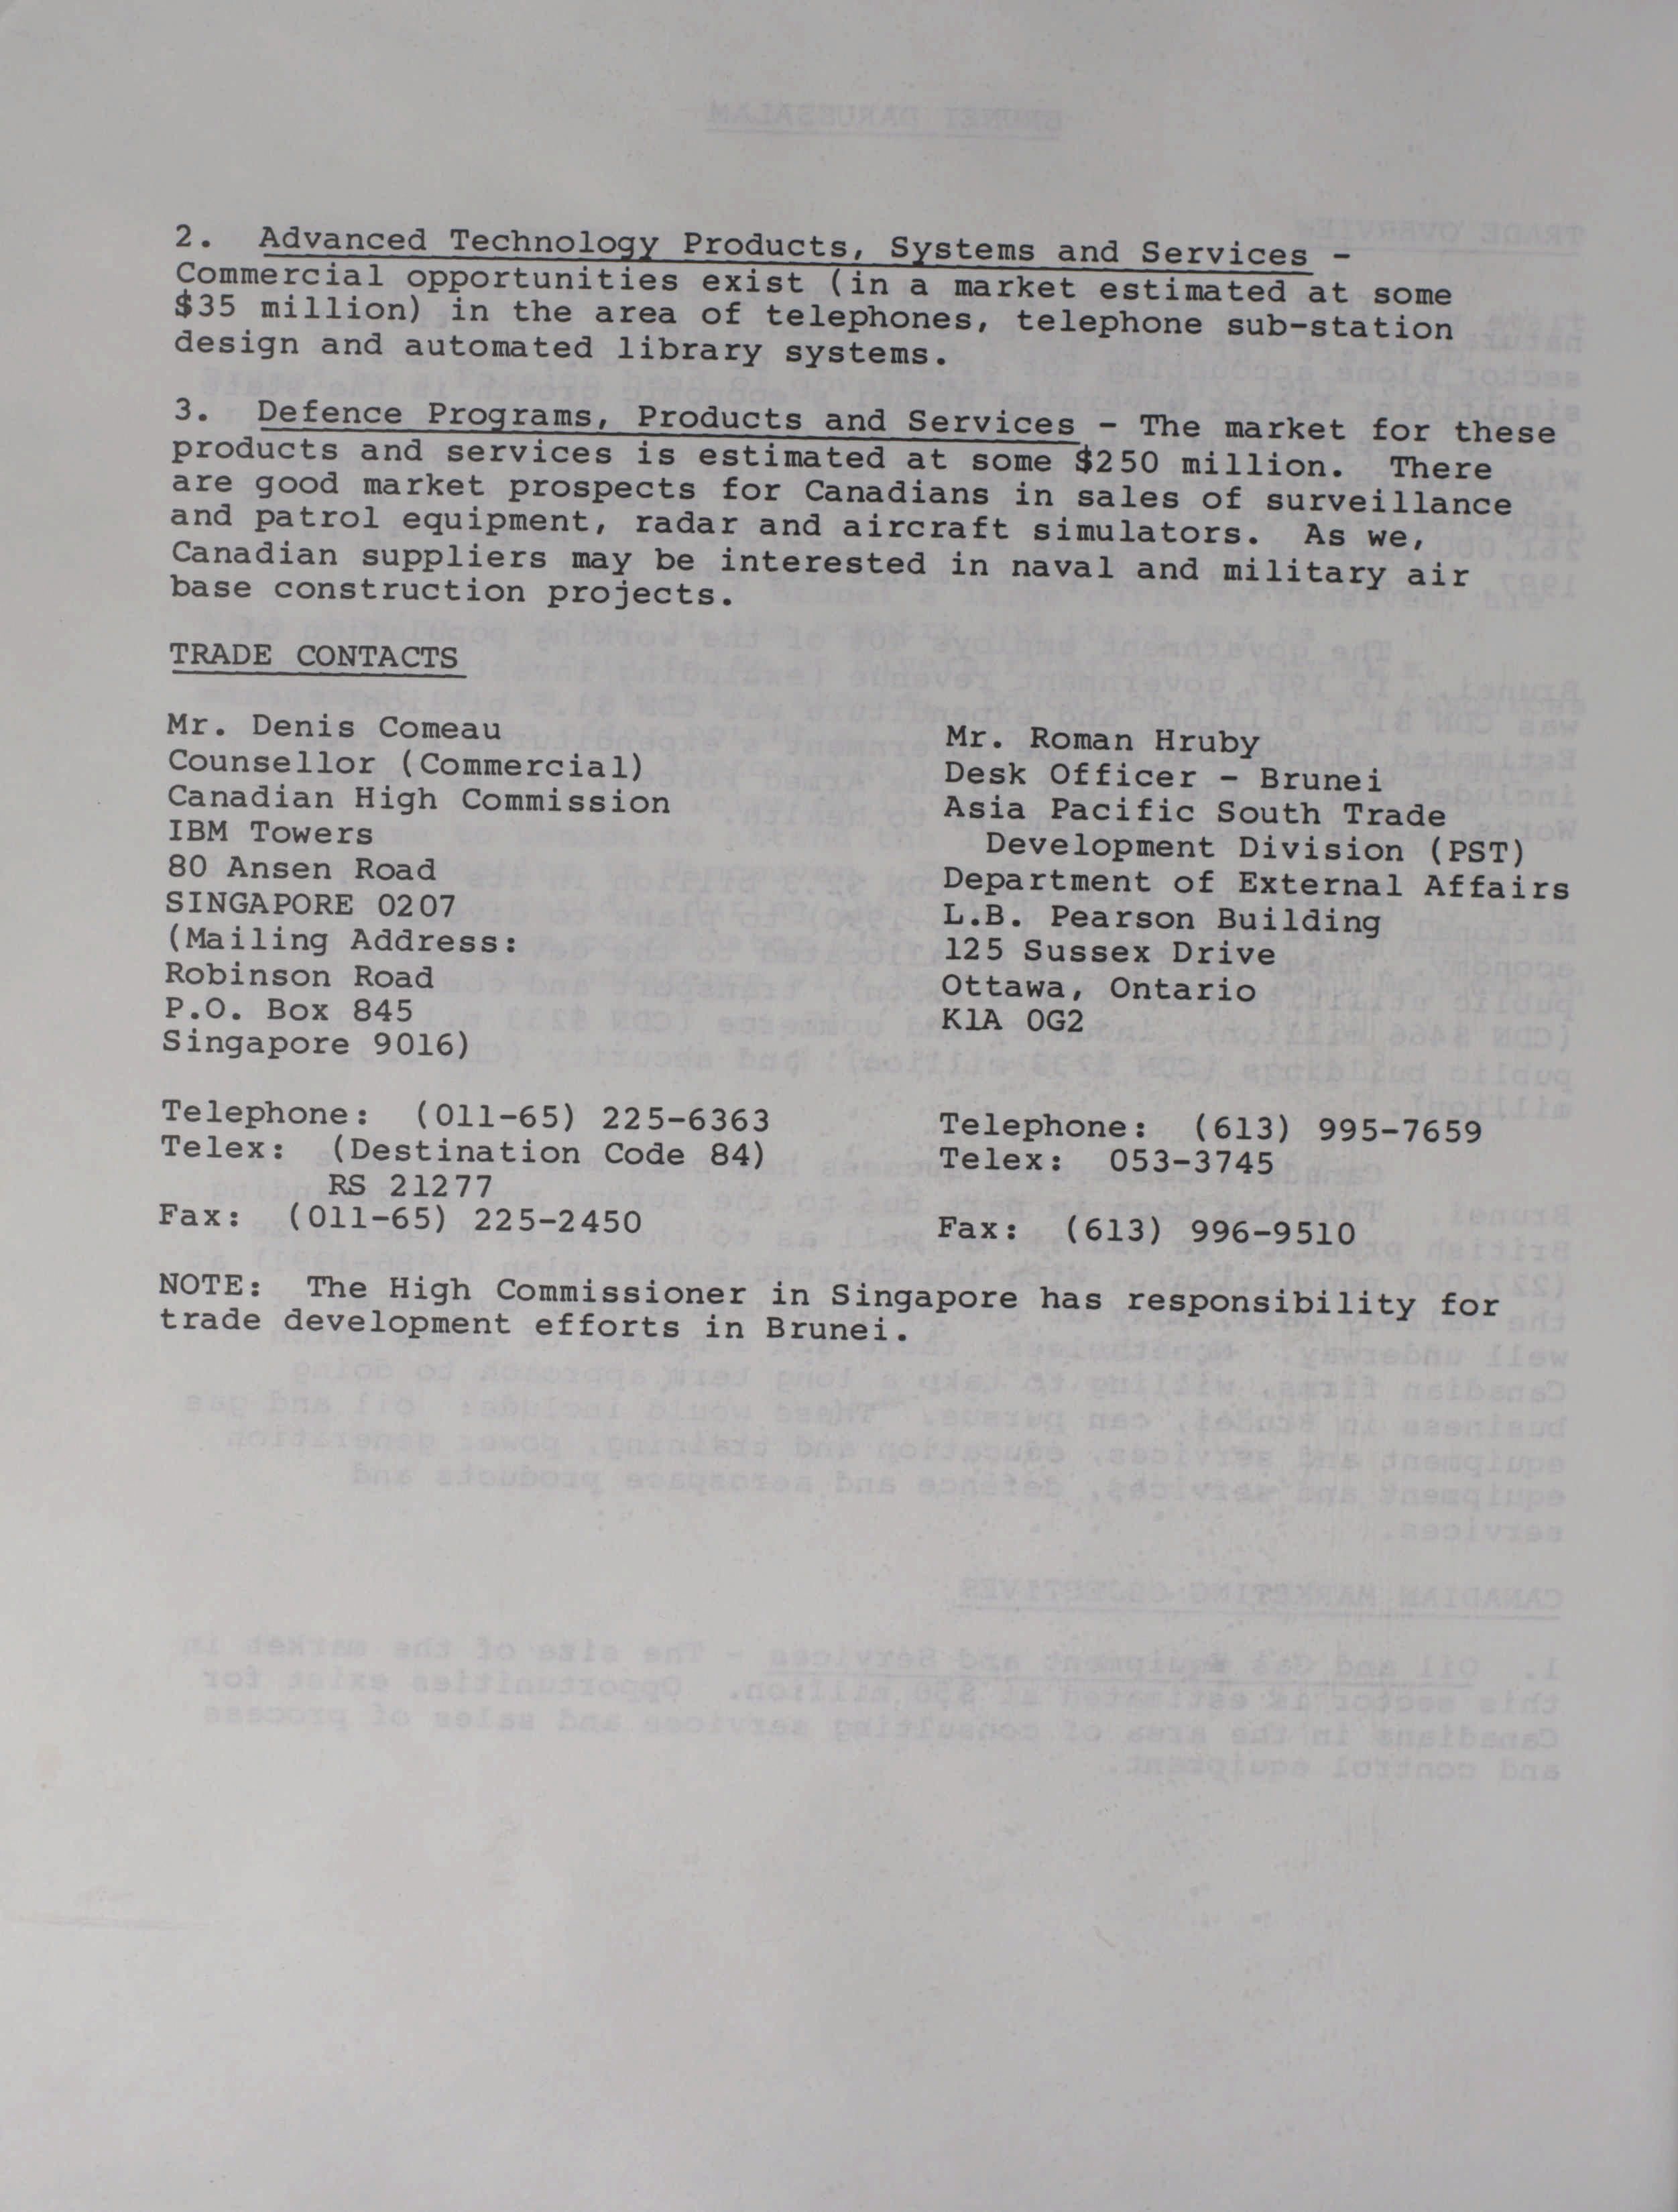 2. Advanced Technology Products, Systems and Services -
Commercial opportunities exist (in a market estimated at some
$35 million) in the area of telephones, telephone sub-station
design and automated library systems.
3. Defence Programs, Products and Services - The market for these
products and services is estimated at some $250 million. There
are good market prospects for Canadians in sales of surveillance
and patrol equipment, radar and aircraft simulators. As we,
Canadian suppliers may be interested in naval and military air
base construction projects.
TRADE CONTACTS
Mr. Denis Comeau
Counsellor (Commercial)
Canadian High Commission
IBM Towers
80 Ansen Road
SINGAPORE 0207
(Mailing Address:
Robinson Road
P.O. Box 845
Singapore 9016)
Telephone: (011-65) 225-6363
Telex: (Destination Code 84)
RS 21277
Fax: (011-65) 225-2450
Mr. Roman Hruby
Desk Officer - Brunei
Asia Pacific South Trade
Development Division (PST)
Department of External Affairs
L.B. Pearson Building
125 Sussex Drive
Ottawa, Ontario
K1A 0G2
Telephone: (613) 995-7659
Telex: 053-3745
Fax: (613) 996-9510
NOTE: The High Commissioner in Singapore has responsibility for
trade development efforts in Brunei.